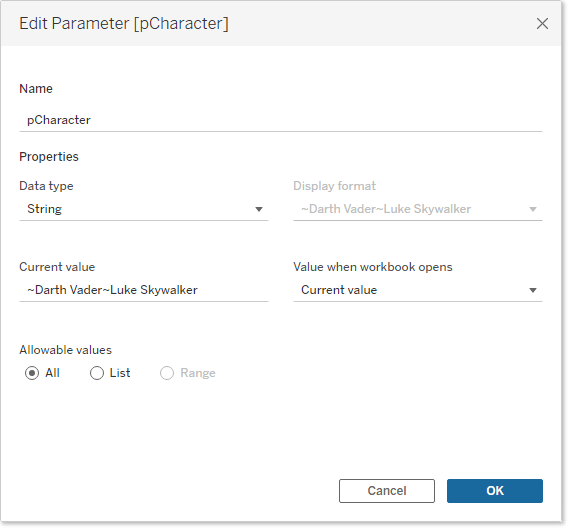 Edit Parameter [pCharacter]
Name
pCharacter
Properties
Data type
Display format
String
~Darth Vader~Luke Skywalker
Current value
Value when workbook opens
~Darth Vader~Luke Skywalker
Current value
Allowable values
All
List
Range
Cancel
OK